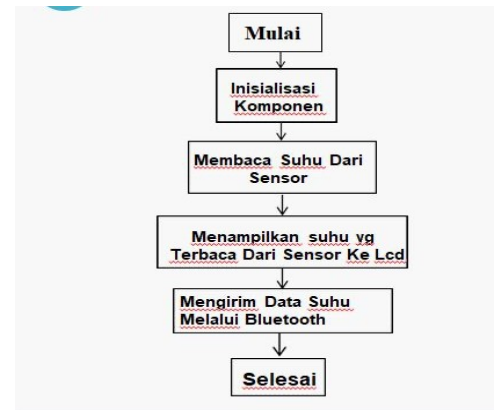 Mulai
Inisialisasi
Komponen
Membaca Suhu Dari
Sensor
Menampilkan suhu yg
Terbaca Dari Sensor Ke Lcd
Mengirim Data Suhu
Melalui Bluetooth
Selesai